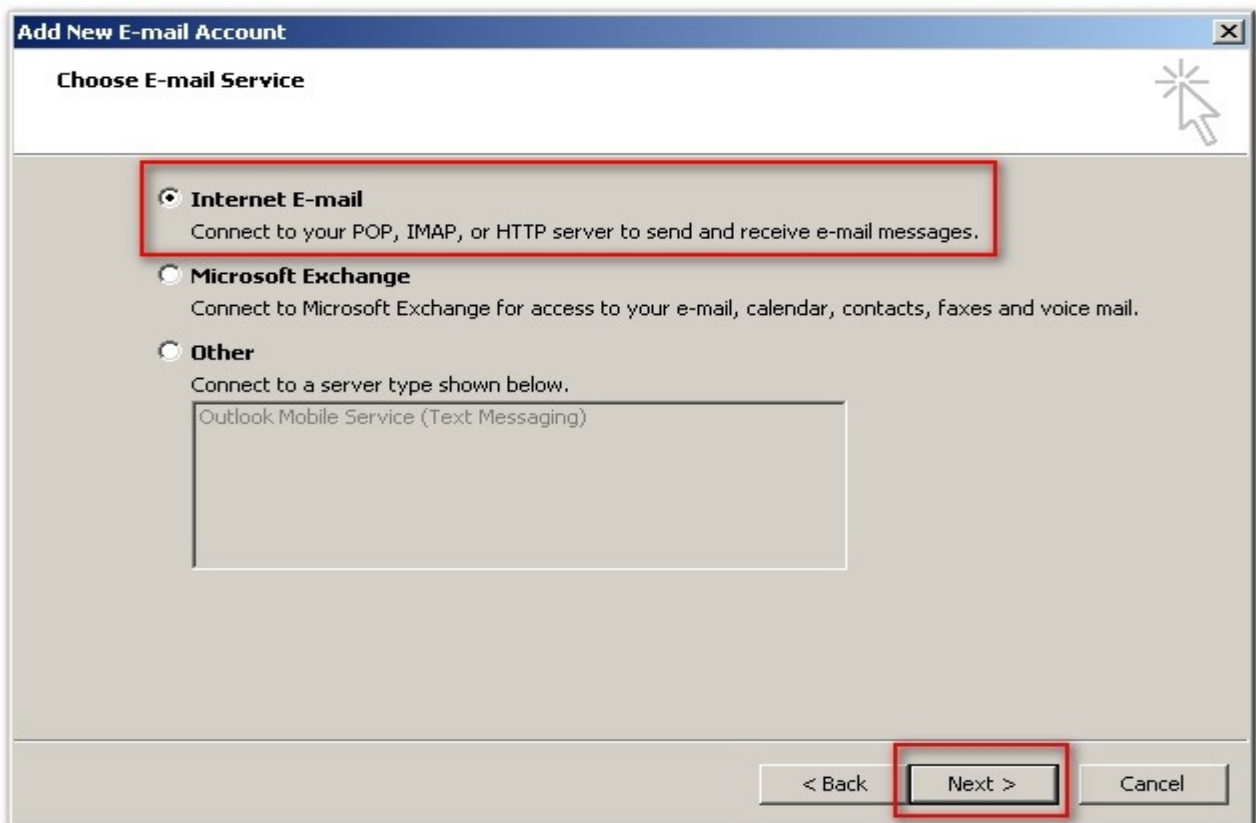 Add New E-mail Account
Choose E-mail Service
Internet E-mail
Connect to your POP, IMAP, or HTTP server to send and receive e-mail messages.
Microsoft Exchange
Connect to Microsoft Exchange for access to your e-mail, calendar, contacts, faxes and voice mail.
Other
Connect to a server type shown below.
Outlook Mobile Service (Text Messaging)
< Back
Next >
Cancel